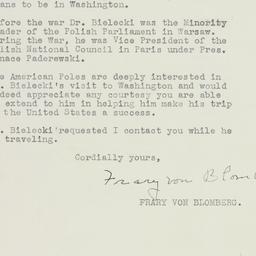 ans to be in Washington.
fore the war Dr. Bielecki was the Minority
ader of the Polish Parliament in Warsaw.
ring the War, he was Vice President of the
lish National Council in Paris under Pres.
nace Paderewski.
e American Poles are deeply interested in
. Bielecki's visit to Washington and would
deed appreciate any courtesy you are able
extend to him in helping him make his trip
the United States a success.
. Bielecki requested I contact you while he
traveling.
Cordially yours,
Frary von Blom
FRARY VON BLOMBERG.